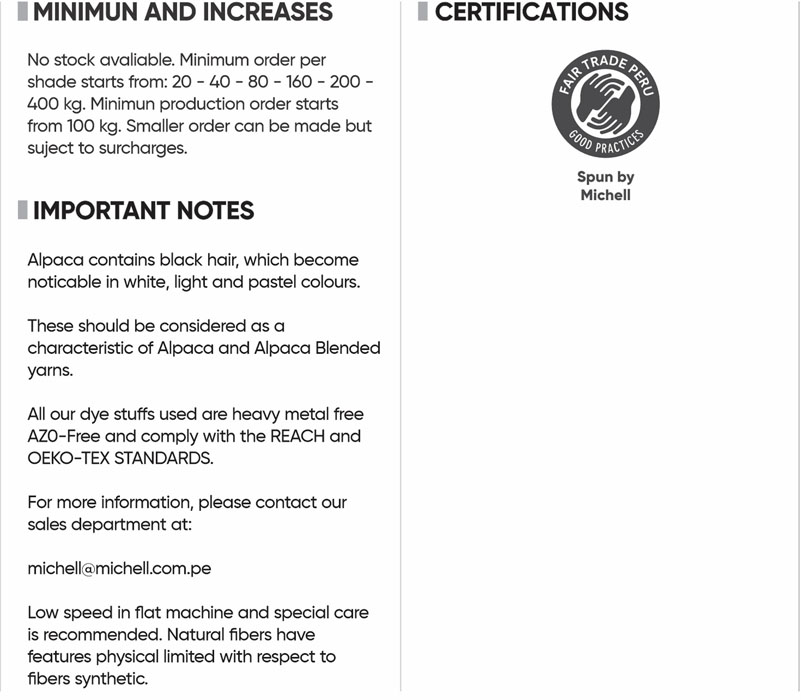 MINIMUN AND INCREASES
No stock avaliable. Minimum order per
shade starts from: 20 - 40 - 80 - 160 - 200 -
400 kg. Minimun production order starts
from 100 kg. Smaller order can be made but
suject to surcharges.
IMPORTANT NOTES
Alpaca contains black hair, which become
noticable in white, light and pastel colours.
These should be considered as a
characteristic of Alpaca and Alpaca Blended
yarns.
All our dye stuffs used are heavy metal free
AZ0-Free and comply with the REACH and
OEKO-TEX STANDARDS.
For more information, please contact our
sales department at:
michell@michell.com.pe
Low speed in flat machine and special care
is recommended. Natural fibers have
features physical limited with respect to
fibers synthetic.
CERTIFICATIONS
FAIR TRADE PERU
GOOD PRACTICES
Spun by
Michell